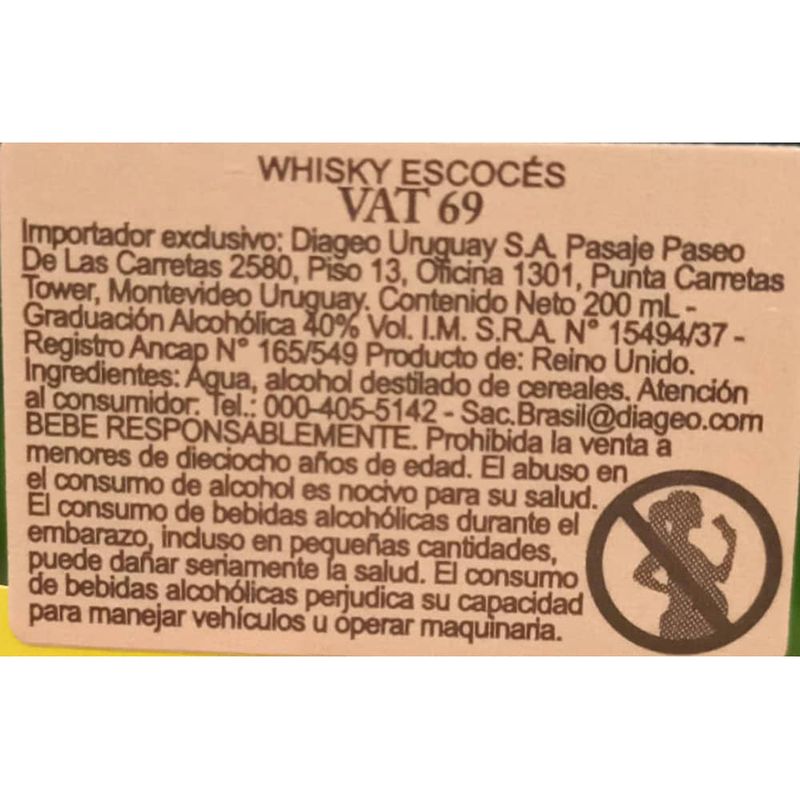 WHISKY ESCOCÉS
VAT 69
Importador exclusivo: Diageo Uruguay S.A. Pasaje Paseo
De Las Carretas 2580, Piso 13, Oficina 1301, Punta Carretas
Tower, Montevideo Uruguay. Contenido Neto 200 mL -
Graduación Alcohólica 40% Vol. I.M. S.R.A. N° 15494/37 -
Registro Ancap N° 165/549 Producto de: Reino Unido.
Ingredientes: Agua, alcohol destilado de cereales. Atención
al consumidor: Tel.: 000-405-5142 - Sac.Brasil@diageo.com
BEBE RESPONSABLEMENTE. Prohibida la venta a
menores de dieciocho años de edad. El abuso en
el consumo de alcohol es nocivo para su salud.
El consumo de bebidas alcohólicas durante el
embarazo, incluso en pequeñas cantidades,
puede dañar seriamente la salud. El consumo
de bebidas alcohólicas perjudica su capacidad
para manejar vehículos u operar maquinaria.